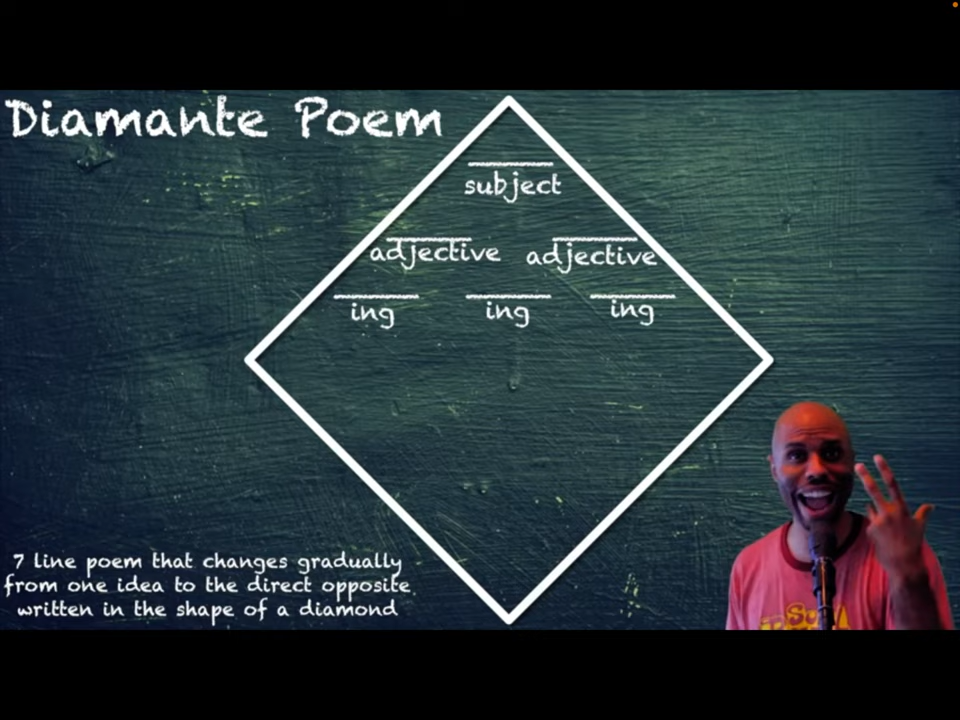 Diamante Poem
subject
adjective adjective
ing ing ing
7 line poem that changes gradually
from one idea to the direct opposite
written in the shape of a diamond